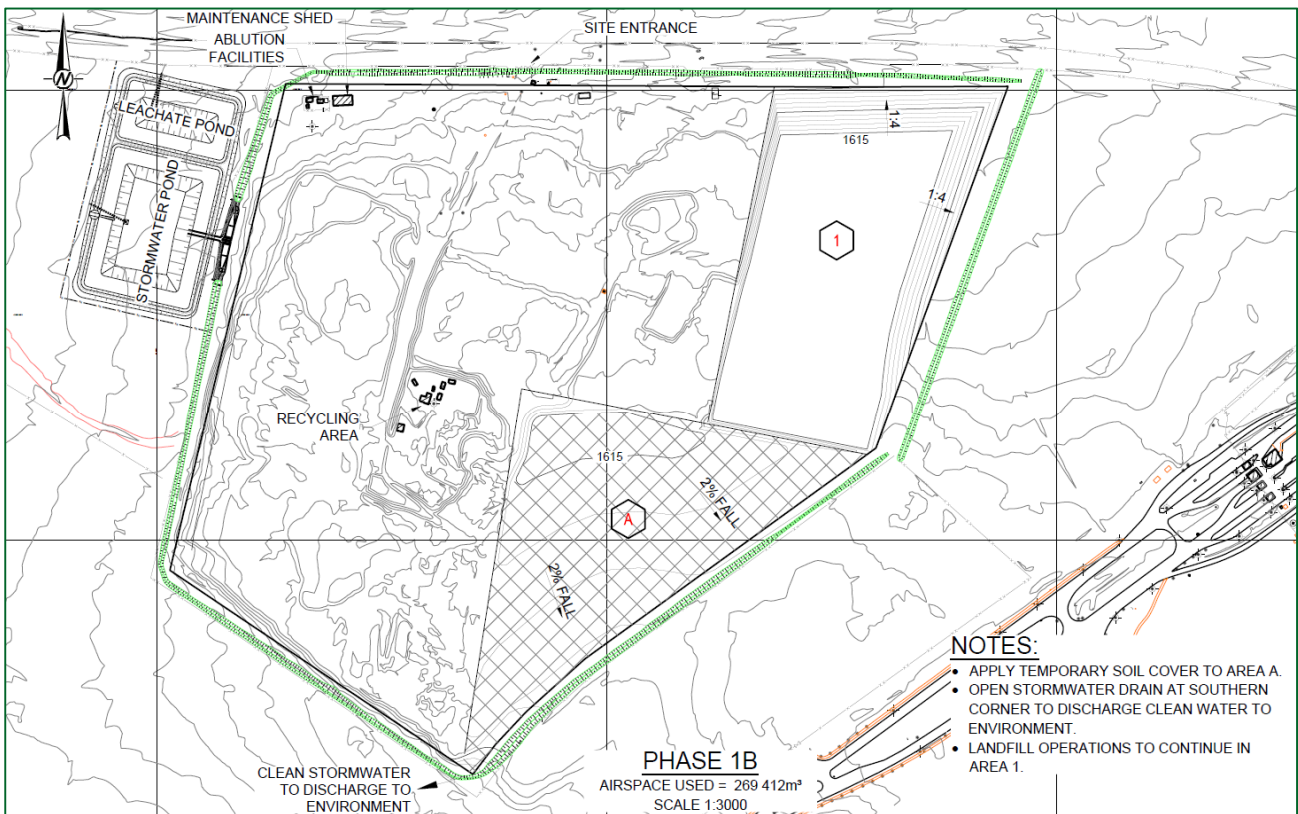 MAINTENANCE SHED
ABLUTION
FACILITIES
SITE ENTRANCE
N
LEACHATE POND
STORMWATER POND
1:4
1615
1:4
1
RECYCLING
AREA
1615
2% FALL
A
2% FALL
NOTES:
• APPLY TEMPORARY SOIL COVER TO AREA A.
• OPEN STORMWATER DRAIN AT SOUTHERN
CORNER TO DISCHARGE CLEAN WATER TO
ENVIRONMENT.
• LANDFILL OPERATIONS TO CONTINUE IN
AREA 1.
CLEAN STORMWATER
TO DISCHARGE TO
ENVIRONMENT
PHASE 1B
AIRSPACE USED = 269 412m³
SCALE 1:3000